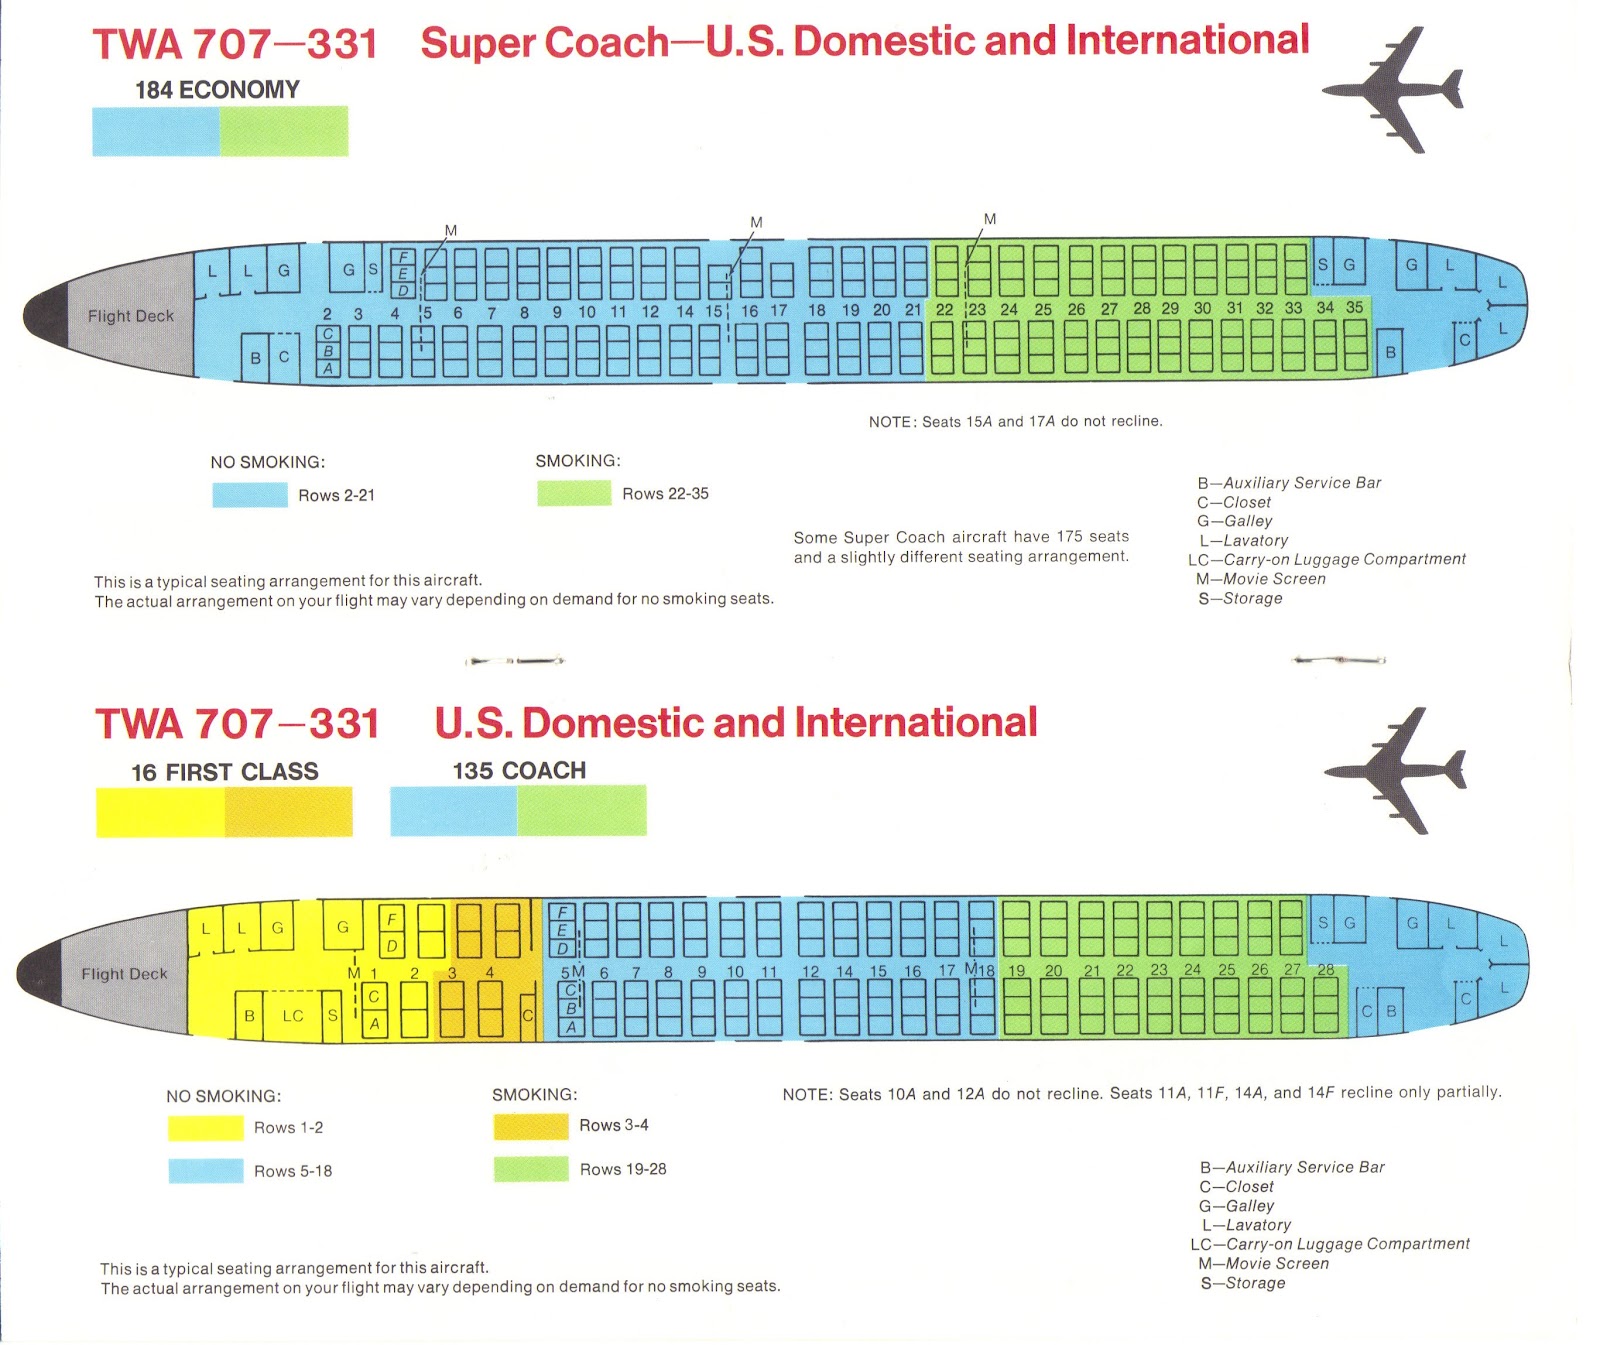 TWA 707—331 Super Coach—U.S. Domestic and International
184 ECONOMY
M M M
L L G G S F S G G L L
E
D
Flight Deck
2 3 4 5 6 7 8 9 10 11 12 14 15 16 17 18 19 20 21 22 23 24 25 26 27 28 29 30 31 32 33 34 35
B C C B C L
B
A
NOTE: Seats 15A and 17A do not recline.
NO SMOKING: SMOKING:
Rows 2-21 Rows 22-35
B—Auxiliary Service Bar
C—Closet
G—Galley
L—Lavatory
LC—Carry-on Luggage Compartment
M—Movie Screen
S—Storage
Some Super Coach aircraft have 175 seats
and a slightly different seating arrangement.
This is a typical seating arrangement for this aircraft.
The actual arrangement on your flight may vary depending on demand for no smoking seats.
TWA 707—331 U.S. Domestic and International
16 FIRST CLASS 135 COACH
L L G G F F S G G L L
D E
D
Flight Deck
M 1 2 3 4 5 M 6 7 8 9 10 11 12 14 15 16 17 M 18 19 20 21 22 23 24 25 26 27 28
B LC S C C C C B C L
A B
A
NO SMOKING: SMOKING:
Rows 1-2 Rows 3-4
Rows 5-18 Rows 19-28
NOTE: Seats 10A and 12A do not recline. Seats 11A, 11F, 14A, and 14F recline only partially.
B—Auxiliary Service Bar
C—Closet
G—Galley
L—Lavatory
LC—Carry-on Luggage Compartment
M—Movie Screen
S—Storage
This is a typical seating arrangement for this aircraft.
The actual arrangement on your flight may vary depending on demand for no smoking seats.